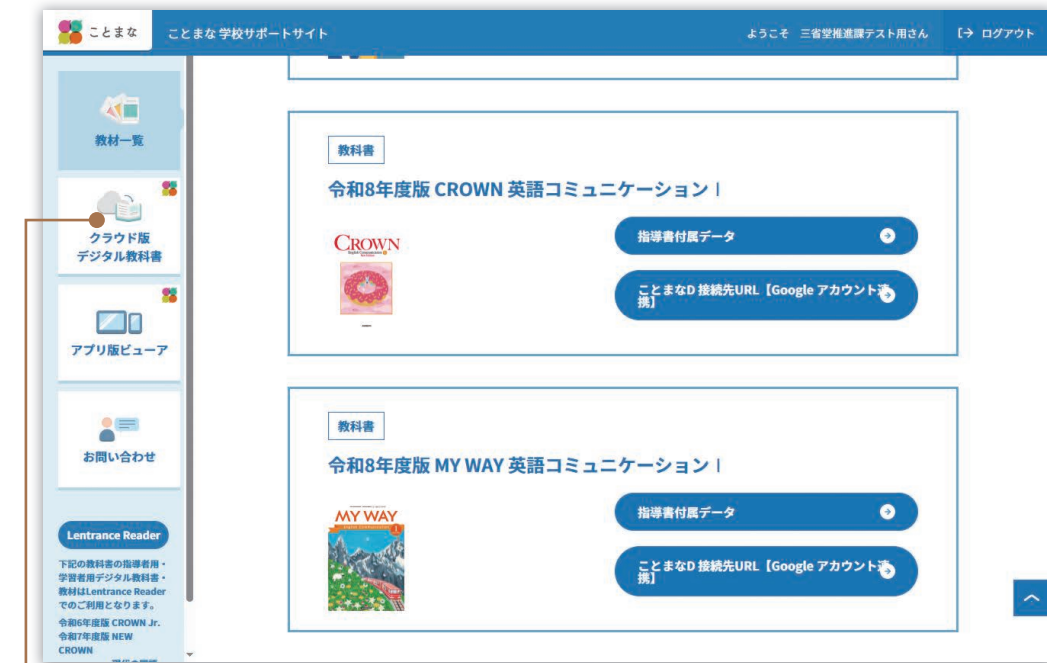 ことまな
ことまな 学校サポートサイト
ようこそ 三省堂推進課テスト用さん
ログアウト
教材一覧
クラウド版
デジタル教科書
アプリ版ビューア
お問い合わせ
Lentrance Reader
下記の教科書の指導者用・
学習者用デジタル教科書・
教材はLentrance Reader
でのご利用となります。
令和6年度版 CROWN Jr.
令和7年度版 NEW
CROWN
教科書
令和8年度版 CROWN 英語コミュニケーション I
CROWN
指導書付属データ
ことまなD 接続先URL【Google アカウント連
携】
教科書
令和8年度版 MY WAY 英語コミュニケーション I
MY WAY
指導書付属データ
ことまなD 接続先URL【Google アカウント連
携】